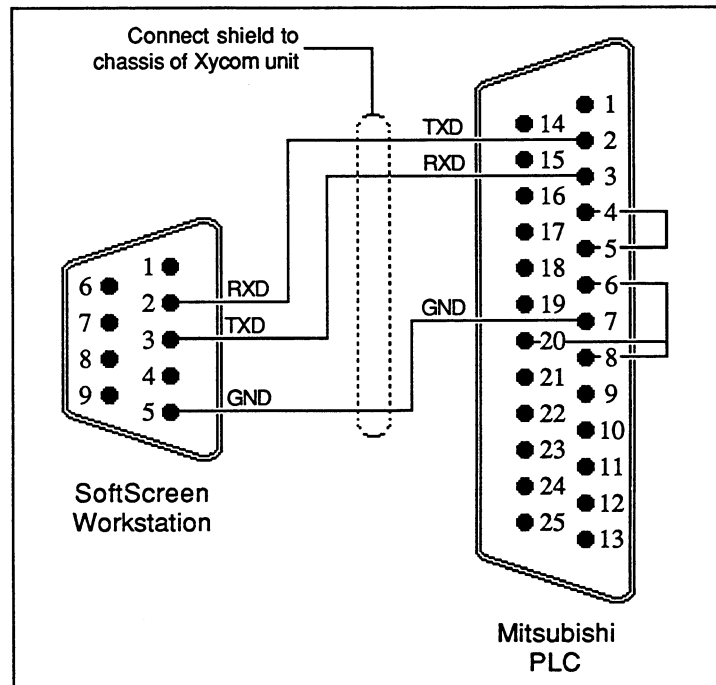 Connect shield to
chassis of Xycom unit
TXD
RXD
GND
RXD
TXD
GND
1
2
3
4
5
6
7
8
9
SoftScreen
Workstation
1
2
3
4
5
6
7
8
9
10
11
12
13
14
15
16
17
18
19
20
21
22
23
24
25
Mitsubishi
PLC